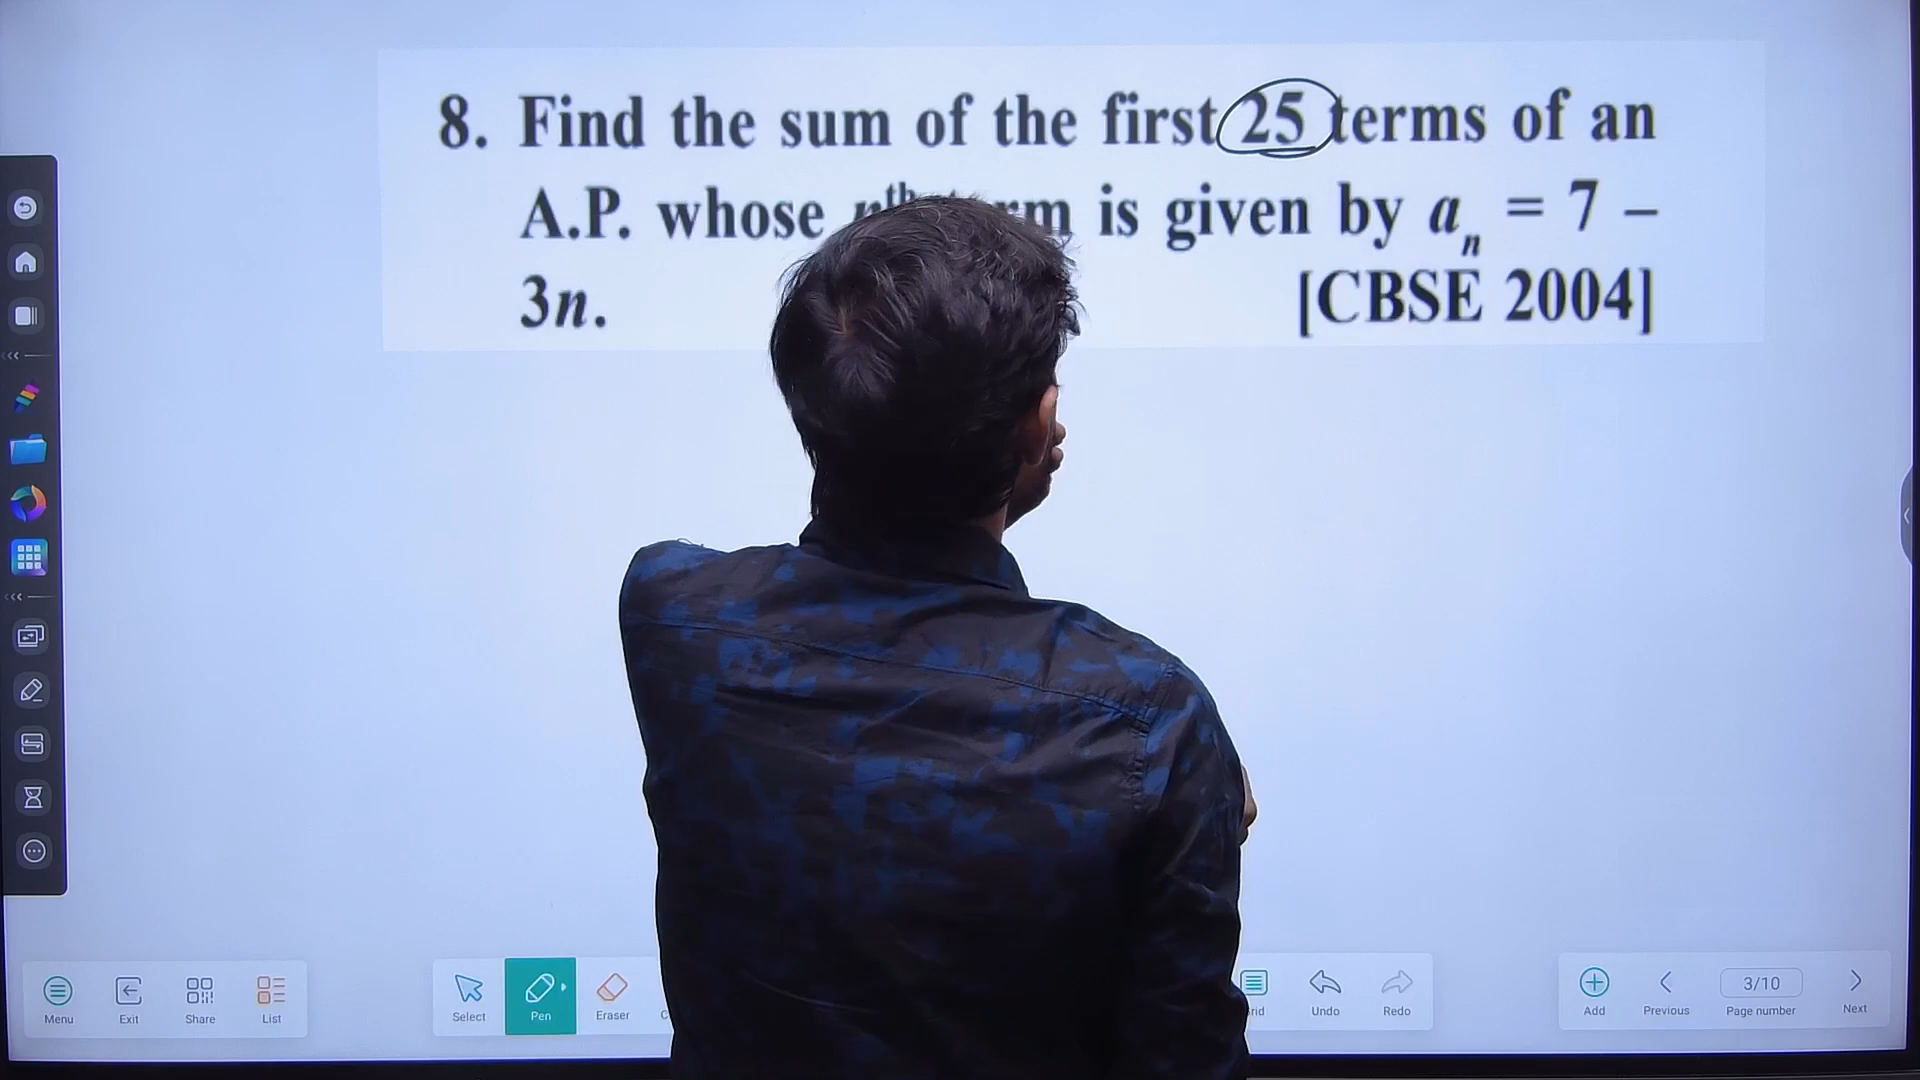 8. Find the sum of the first 25 terms of an
A.P. whose is given by aₙ = 7 –
3n. [CBSE 2004]
Menu Exit Share List Select Pen Eraser Undo Redo Add Previous 3/10 Page number Next